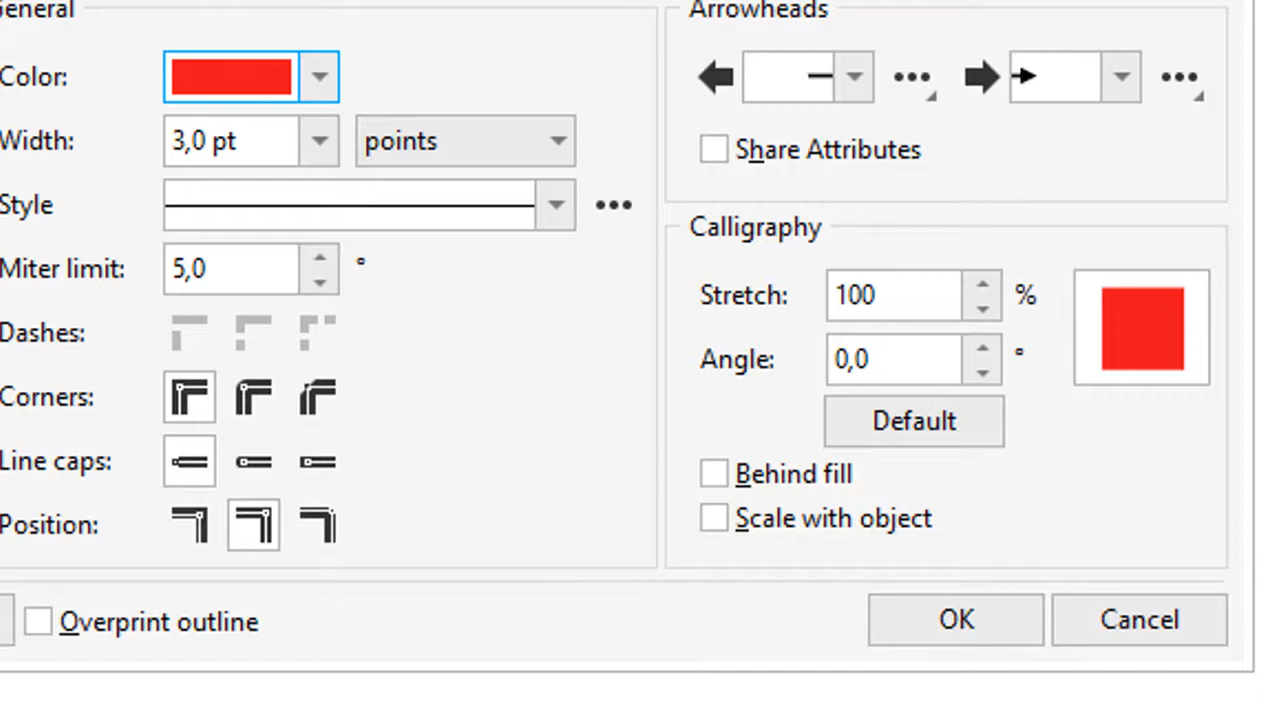 General
Color:
Width:
3,0 pt
points
Style
Miter limit:
5,0
°
Dashes:
Corners:
Line caps:
Position:
Arrowheads
Share Attributes
Calligraphy
Stretch:
100
%
Angle:
0,0
°
Default
Behind fill
Scale with object
Overprint outline
OK
Cancel